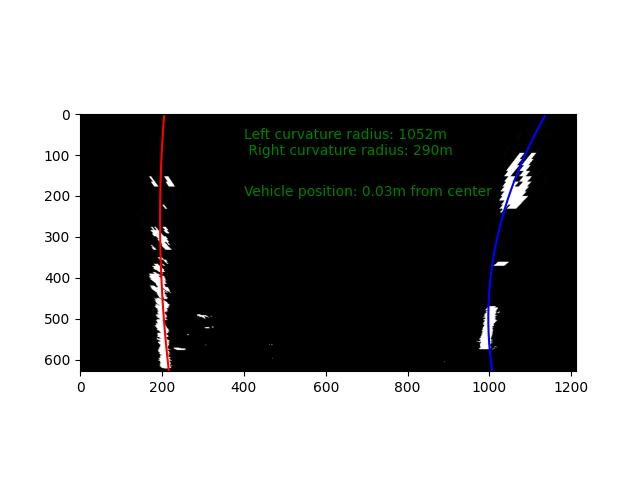 0
Left curvature radius: 1052m
Right curvature radius: 290m
100
Vehicle position: 0.03m from center
200
300
400
500
600
0 200 400 600 800 1000 1200